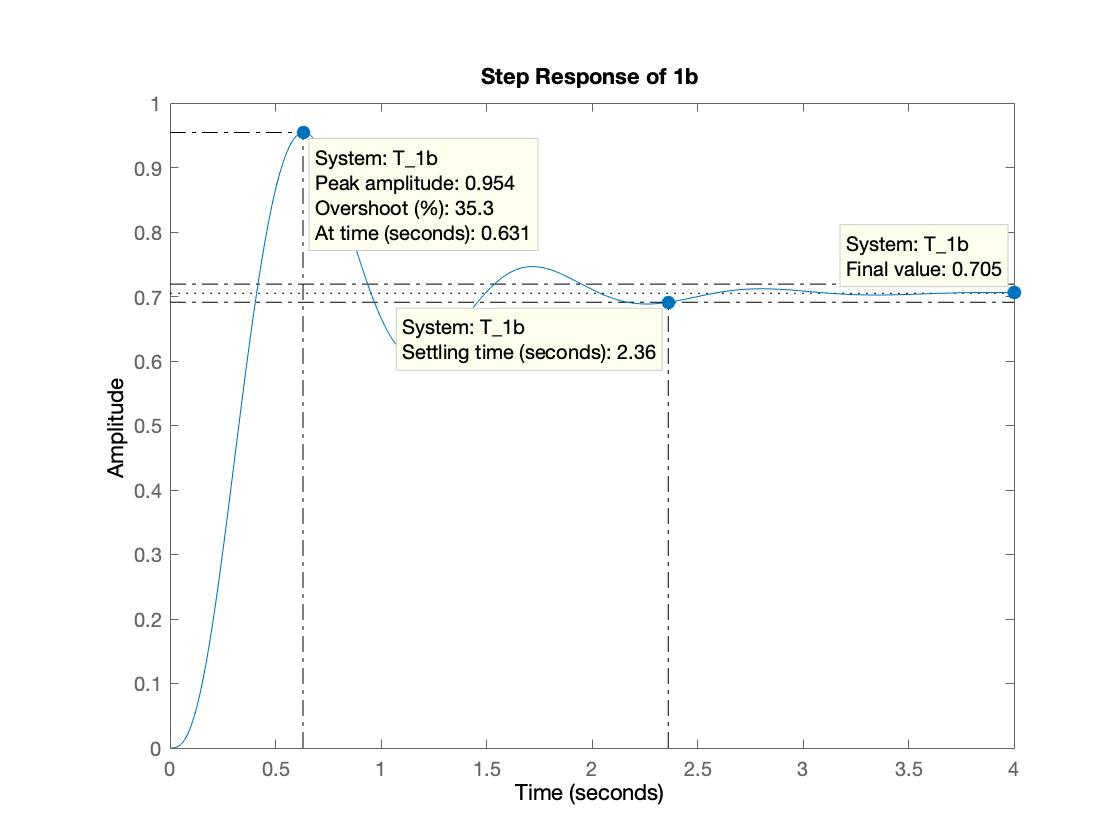 Step Response of 1b
1
0.9
0.8
0.7
0.6
0.5
0.4
0.3
0.2
0.1
0
Amplitude
System: T_1b
Peak amplitude: 0.954
Overshoot (%): 35.3
At time (seconds): 0.631
System: T_1b
Final value: 0.705
System: T_1b
Settling time (seconds): 2.36
0 0.5 1 1.5 2 2.5 3 3.5 4
Time (seconds)